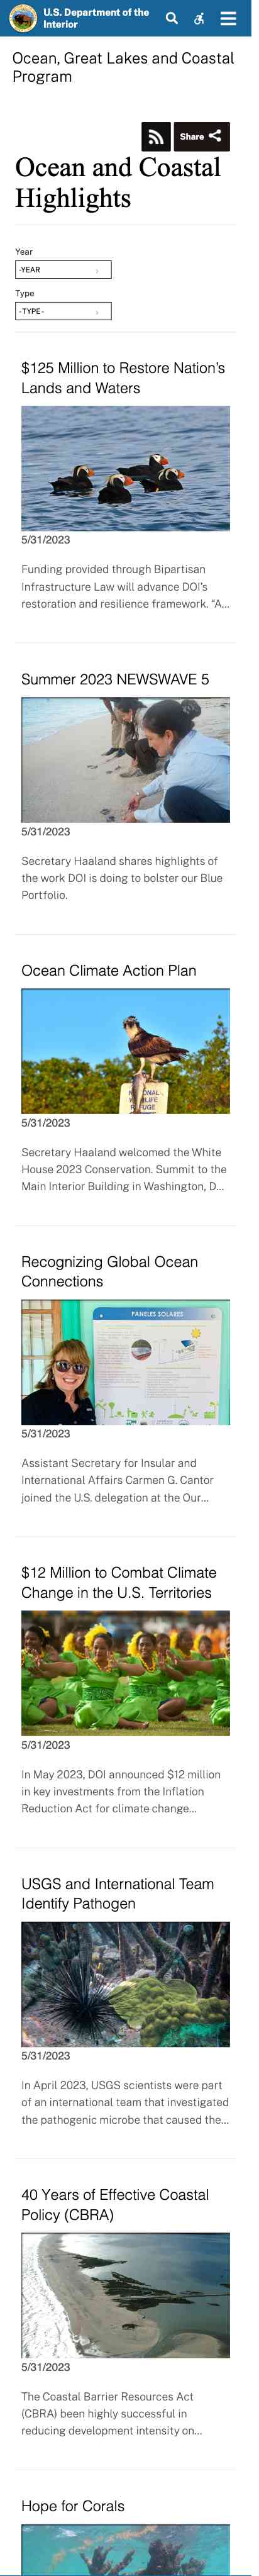 U.S. Department of the
Interior
Ocean, Great Lakes and Coastal
Program
Share
Ocean and Coastal
Highlights
Year
-YEAR
Type
- TYPE -
$125 Million to Restore Nation's
Lands and Waters
5/31/2023
Funding provided through Bipartisan
Infrastructure Law will advance DOI's
restoration and resilience framework. “A...
Summer 2023 NEWSWAVE 5
5/31/2023
Secretary Haaland shares highlights of
the work DOI is doing to bolster our Blue
Portfolio.
Ocean Climate Action Plan
5/31/2023
Secretary Haaland welcomed the White
House 2023 Conservation. Summit to the
Main Interior Building in Washington, D...
Recognizing Global Ocean
Connections
PANELES SOLARES
5/31/2023
Assistant Secretary for Insular and
International Affairs Carmen G. Cantor
joined the U.S. delegation at the Our...
$12 Million to Combat Climate
Change in the U.S. Territories
5/31/2023
In May 2023, DOI announced $12 million
in key investments from the Inflation
Reduction Act for climate change...
USGS and International Team
Identify Pathogen
5/31/2023
In April 2023, USGS scientists were part
of an international team that investigated
the pathogenic microbe that caused the...
40 Years of Effective Coastal
Policy (CBRA)
5/31/2023
The Coastal Barrier Resources Act
(CBRA) been highly successful in
reducing development intensity on...
Hope for Corals